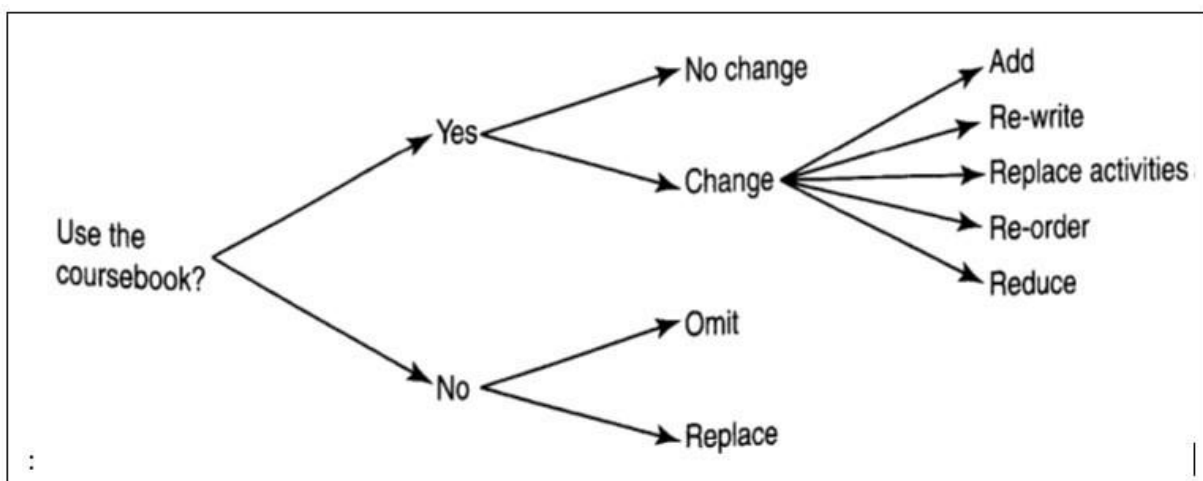 Use the
coursebook?
Yes
No
No change
Change
Omit
Replace
Add
Re-write
Replace activities
Re-order
Reduce
: